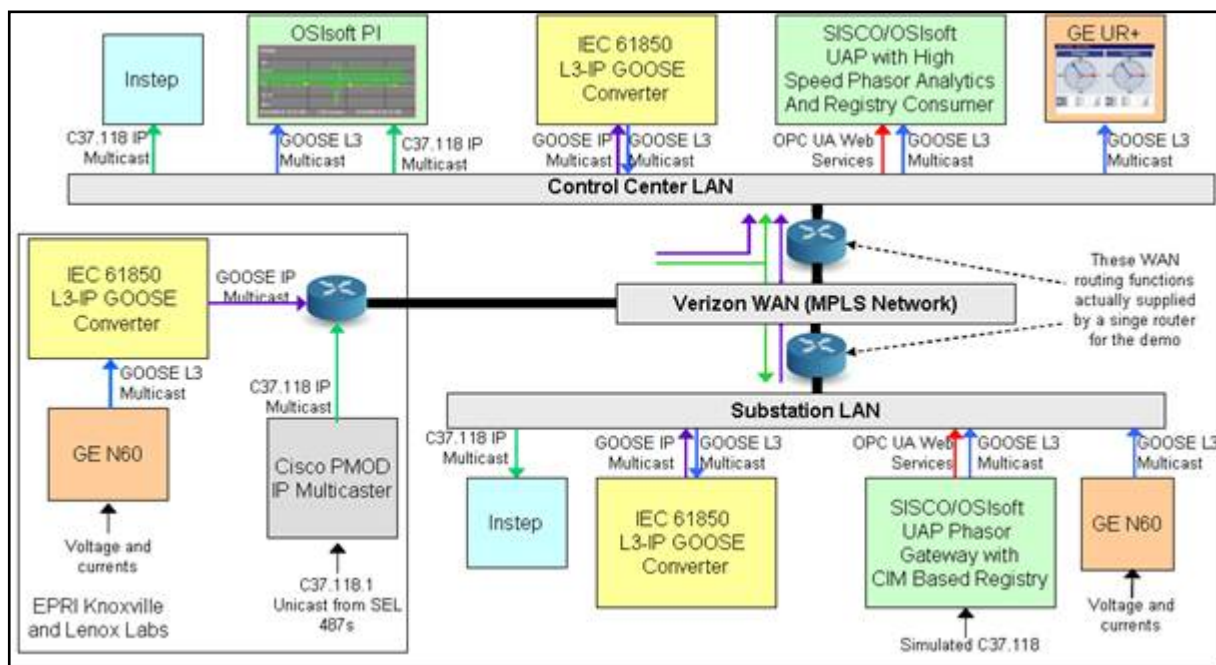 OSIsoft PI
Instep
IEC 61850
L3-IP GOOSE
Converter
SISCO/OSIsoft
UAP with High
Speed Phasor Analytics
And Registry Consumer
GE UR+
C37.118 IP
Multicast
GOOSE L3
Multicast
C37.118 IP
Multicast
GOOSE IP
Multicast
GOOSE L3
Multicast
OPC UA Web
Services
GOOSE L3
Multicast
GOOSE L3
Multicast
Control Center LAN
IEC 61850
L3-IP GOOSE
Converter
GOOSE IP
Multicast
These WAN
routing functions
actually supplied
by a singe router
for the demo
Verizon WAN (MPLS Network)
GOOSE L3
Multicast
C37.118 IP
Multicast
GE N60
Cisco PMOD
IP Multicaster
Voltage and
currents
C37.118.1
Unicast from SEL
487s
EPRI Knoxville
and Lenox Labs
Substation LAN
C37.118 IP
Multicast
GOOSE IP
Multicast
GOOSE L3
Multicast
OPC UA Web
Services
GOOSE L3
Multicast
GOOSE L3
Multicast
Instep
IEC 61850
L3-IP GOOSE
Converter
SISCO/OSIsoft
UAP Phasor
Gateway with
CIM Based Registry
GE N60
Simulated C37.118
Voltage and
currents